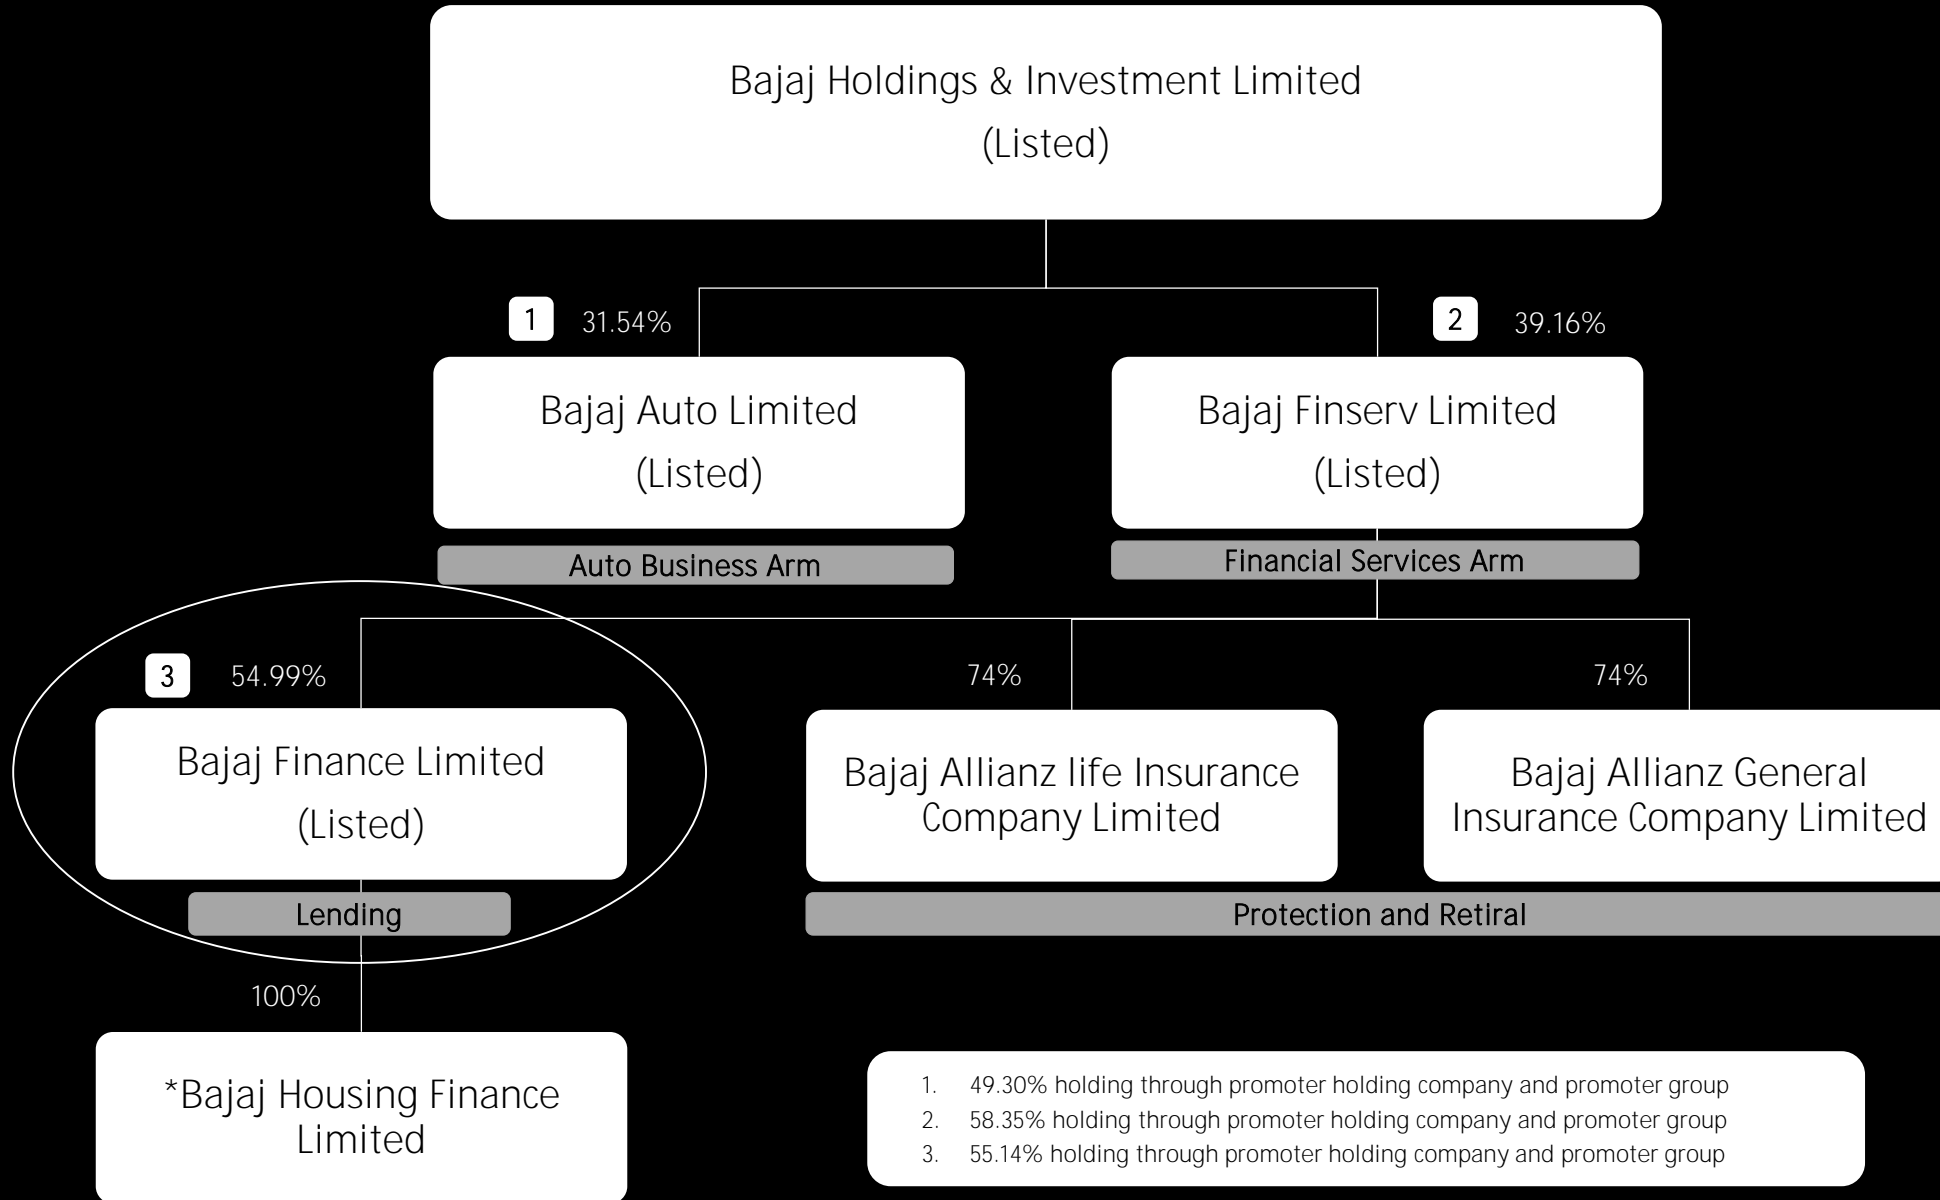 Bajaj Holdings & Investment Limited
(Listed)
1 31.54%
2 39.16%
Bajaj Auto Limited
(Listed)
Bajaj Finserv Limited
(Listed)
Auto Business Arm
Financial Services Arm
3 54.99%
74%
74%
Bajaj Finance Limited
(Listed)
Bajaj Allianz life Insurance
Company Limited
Bajaj Allianz General
Insurance Company Limited
Lending
Protection and Retiral
100%
*Bajaj Housing Finance
Limited
1. 49.30% holding through promoter holding company and promoter group
2. 58.35% holding through promoter holding company and promoter group
3. 55.14% holding through promoter holding company and promoter group